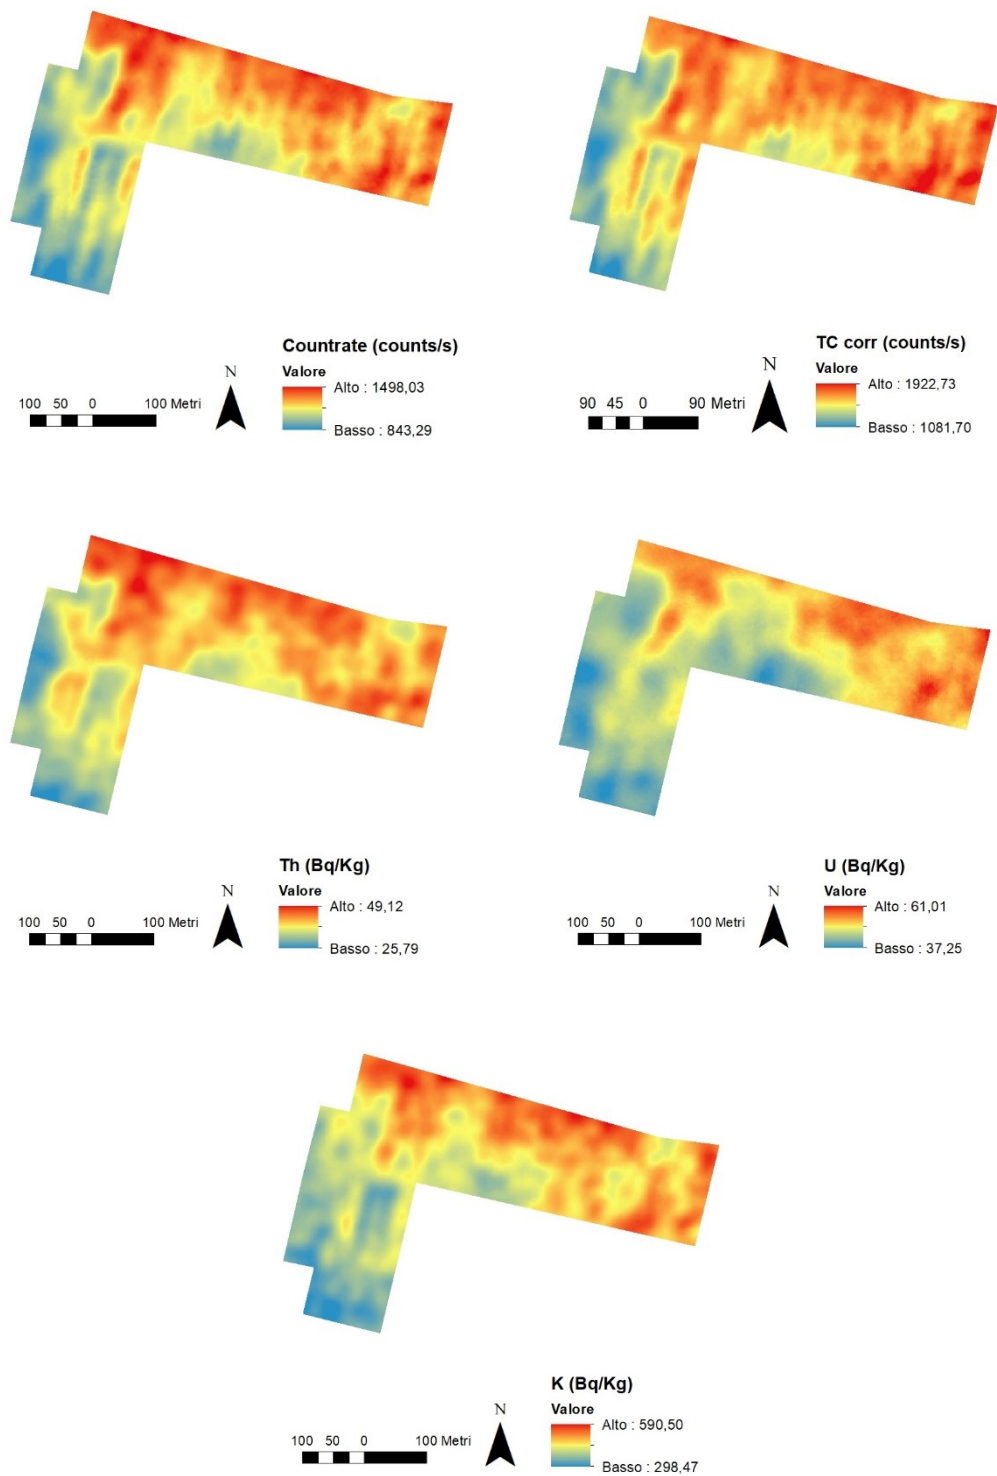 Countrate (counts/s)
Valore
Alto : 1498,03
Basso : 843,29
N
100 50 0 100 Metri
TC corr (counts/s)
Valore
Alto : 1922,73
Basso : 1081,70
N
90 45 0 90 Metri
Th (Bq/Kg)
Valore
Alto : 49,12
Basso : 25,79
N
100 50 0 100 Metri
U (Bq/Kg)
Valore
Alto : 61,01
Basso : 37,25
N
100 50 0 100 Metri
K (Bq/Kg)
Valore
Alto : 590,50
Basso : 298,47
N
100 50 0 100 Metri